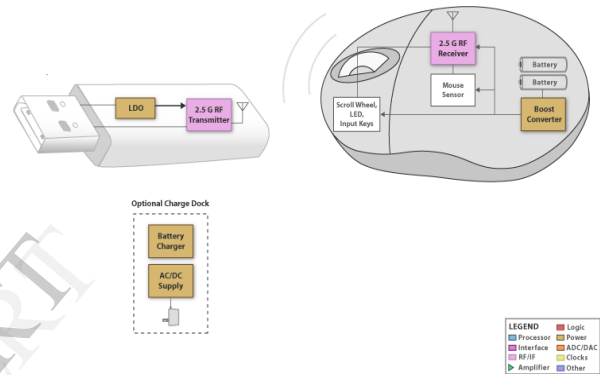 2.5 G RF
Receiver
Battery
Battery
LDO
2.5 G RF
Transmitter
Mouse
Sensor
Scroll Wheel,
LED,
Input Keys
Boost
Converter
Optional Charge Dock
Battery
Charger
AC/DC
Supply
LEGEND
Logic
Processor
Power
Interface
ADC/DAC
RF/IF
Clocks
Amplifier
Other